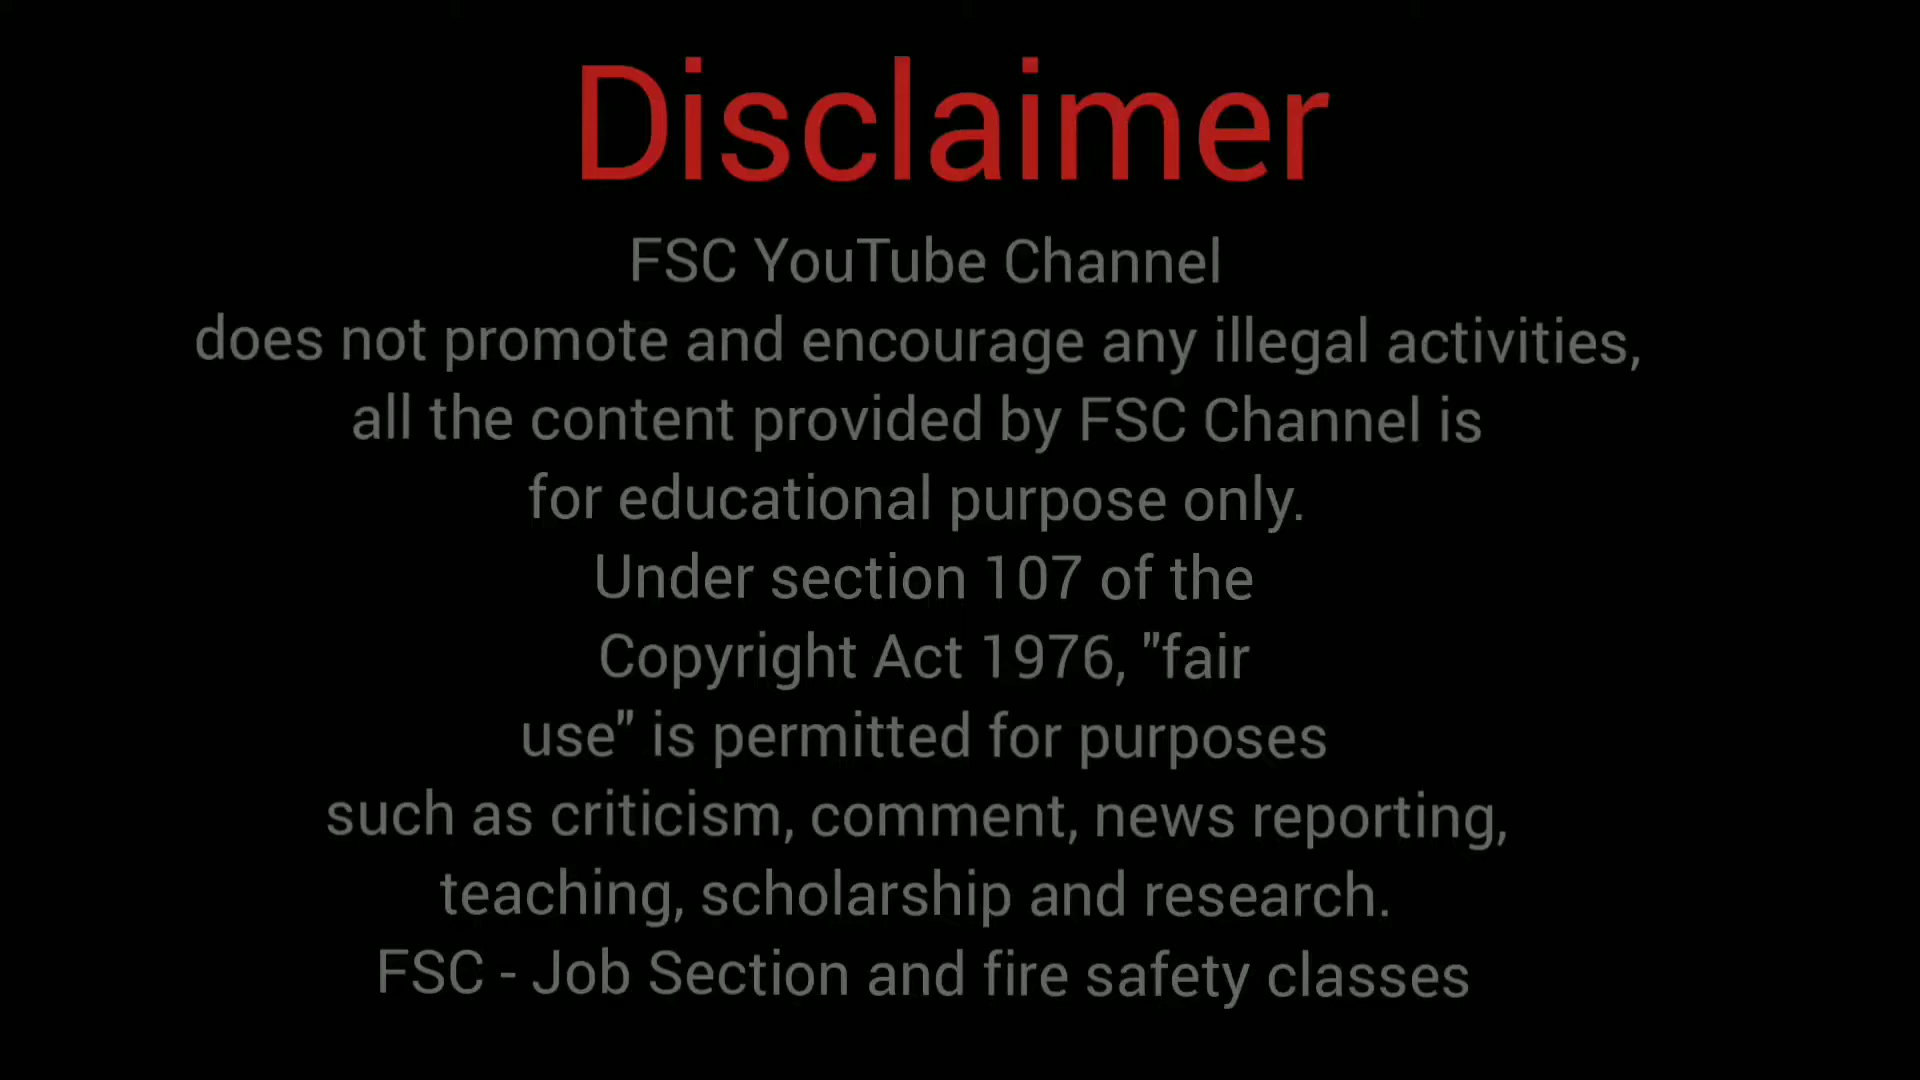 Disclaimer
FSC YouTube Channel
does not promote and encourage any illegal activities,
all the content provided by FSC Channel is
for educational purpose only.
Under section 107 of the
Copyright Act 1976, "fair
use" is permitted for purposes
such as criticism, comment, news reporting,
teaching, scholarship and research.
FSC - Job Section and fire safety classes